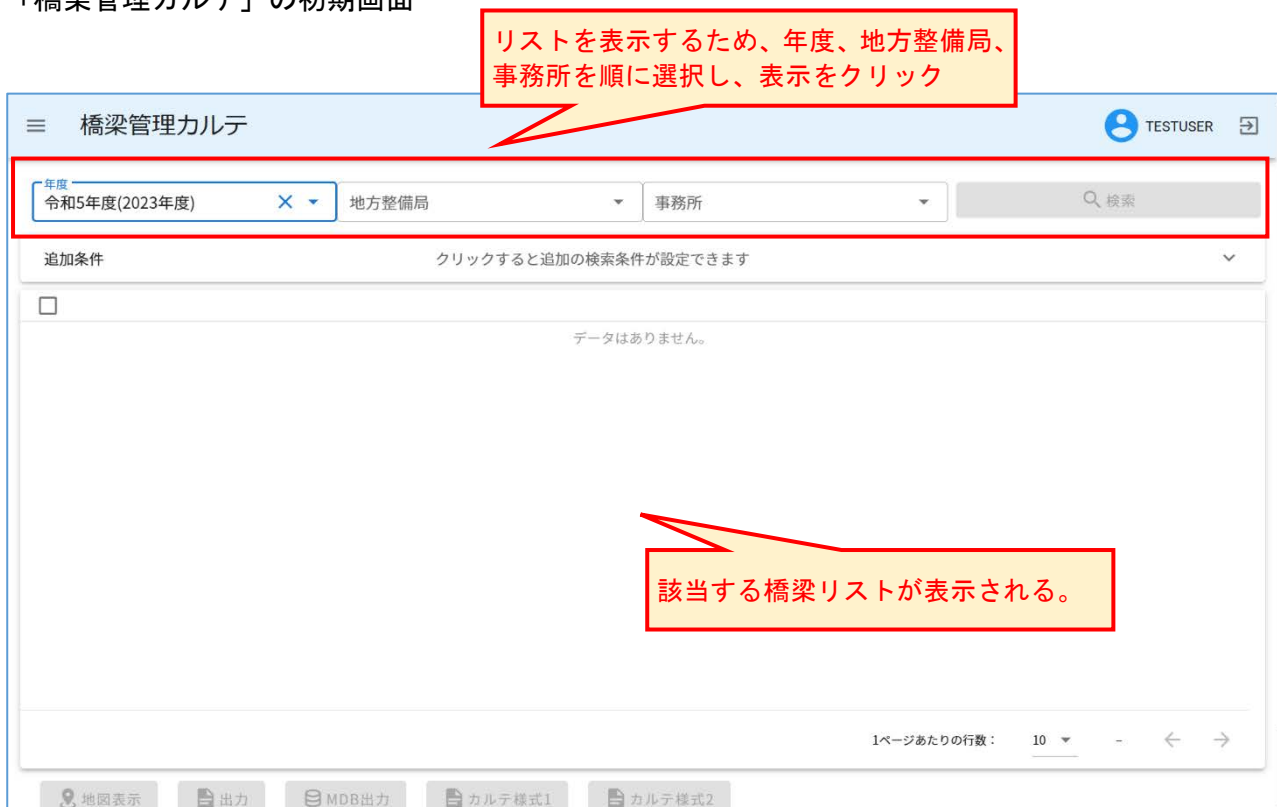 「橋梁管理カルテ」の初期画面
リストを表示するため、年度、地方整備局、
事務所を順に選択し、表示をクリック
橋梁管理カルテ
TESTUSER
年度
令和5年度(2023年度)
地方整備局
事務所
検索
追加条件
クリックすると追加の検索条件が設定できます
データはありません。
該当する橋梁リストが表示される。
1ページあたりの行数:
10
–
地図表示
出力
MDB出力
カルテ様式1
カルテ様式2